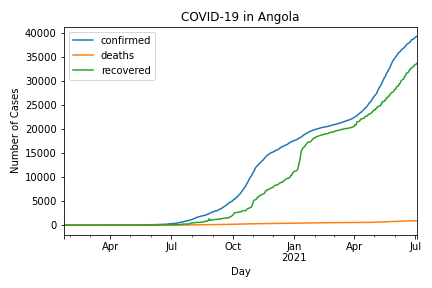 COVID-19 in Angola
confirmed
deaths
recovered
Number of Cases
40000
35000
30000
25000
20000
15000
10000
5000
0
Apr
Jul
Oct
Jan
2021
Apr
Jul
Day